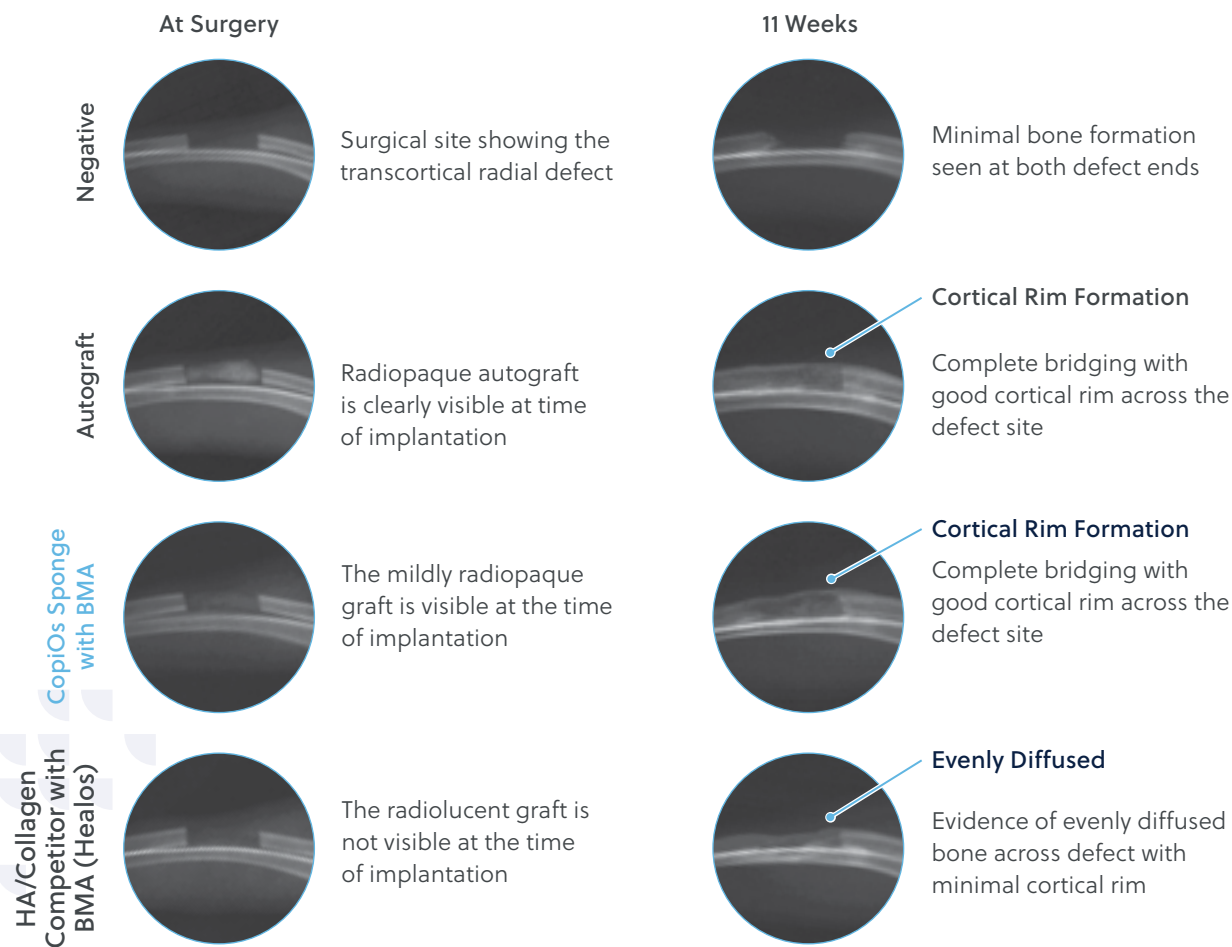 At Surgery
11 Weeks
Negative
Surgical site showing the
transcortical radial defect
Minimal bone formation
seen at both defect ends
Autograft
Radiopaque autograft
is clearly visible at time
of implantation
Cortical Rim Formation
Complete bridging with
good cortical rim across the
defect site
CopiOs Sponge
with BMA
The mildly radiopaque
graft is visible at the time
of implantation
Cortical Rim Formation
Complete bridging with
good cortical rim across the
defect site
HA/Collagen
Competitor with
BMA (Healos)
The radiolucent graft is
not visible at the time
of implantation
Evenly Diffused
Evidence of evenly diffused
bone across defect with
minimal cortical rim